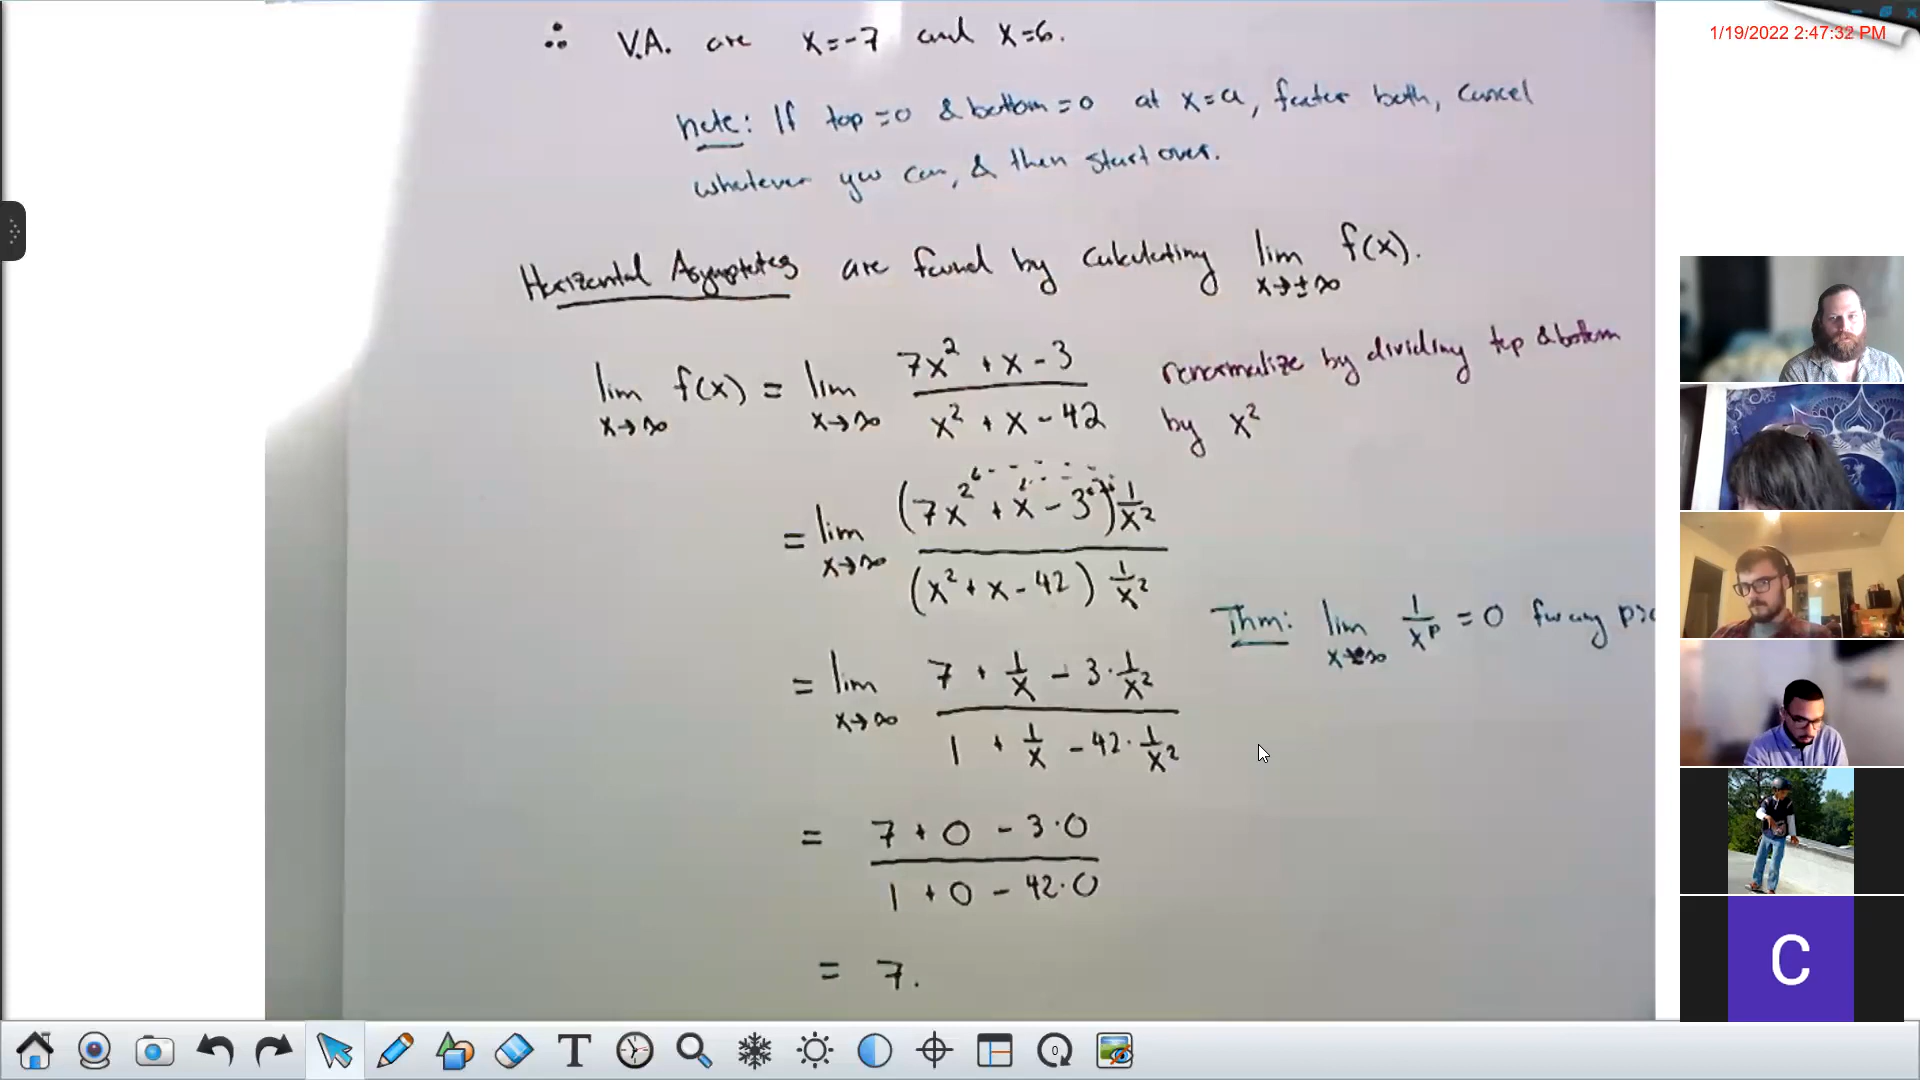 1/19/2022 2:47:32 PM
∴ V.A. are x=-7 and x=6.
note: If top=0 & bottom=0 at x=a, factor both, cancel
whatever you can, & then start over.
Horizontal Asymptotes are found by calculating lim x→±∞ f(x).
lim x→∞ f(x) = lim x→∞ (7x² + x - 3)/(x² + x - 42) renormalize by dividing top & bottom
by x²
= lim x→∞ ((7x² + x - 3) 1/x²)/((x² + x - 42) 1/x²)
Thm: lim 1/x^p = 0 for any
= lim x→∞ (7 + 1/x - 3·1/x²)/(1 + 1/x - 42·1/x²)
= (7 + 0 - 3·0)/(1 + 0 - 42·0)
= 7.
C
T
0